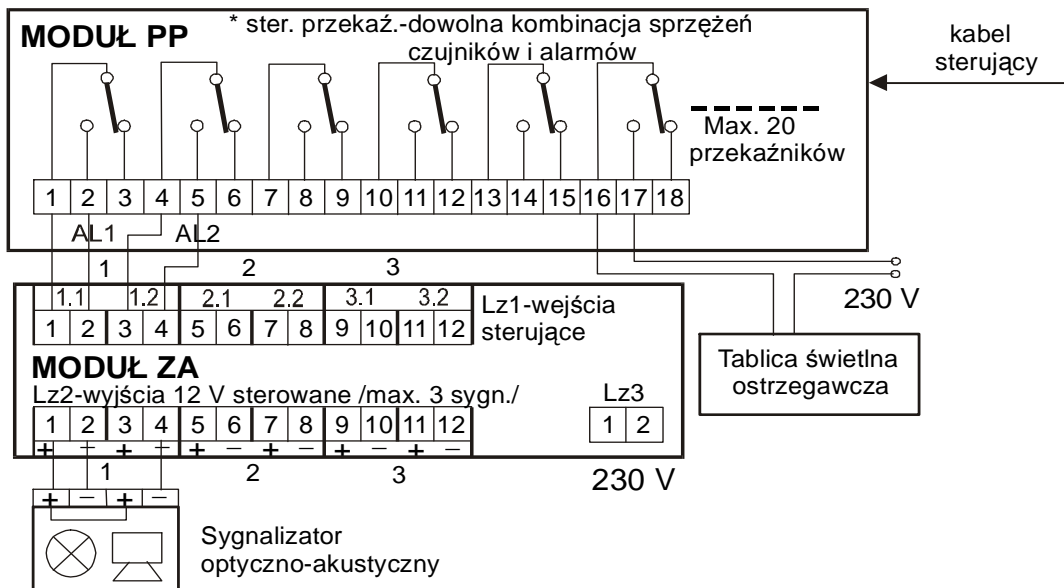 MODUŁ PP
* ster. przekaź.-dowolna kombinacja sprzężeń
czujników i alarmów
kabel
sterujący
Max. 20
przekaźników
1 2 3 4 5 6 7 8 9 10 11 12 13 14 15 16 17 18
AL1 AL2
1 2 3
230 V
1.1 1.2 2.1 2.2 3.1 3.2
1 2 3 4 5 6 7 8 9 10 11 12
Lz1-wejścia
sterujące
Tablica świetlna
ostrzegawcza
MODUŁ ZA
Lz2-wyjścia 12 V sterowane /max. 3 sygn./
Lz3
1 2 3 4 5 6 7 8 9 10 11 12
1 2
+ − + − + − + − + − + −
1 2 3
230 V
+ − + −
Sygnalizator
optyczno-akustyczny